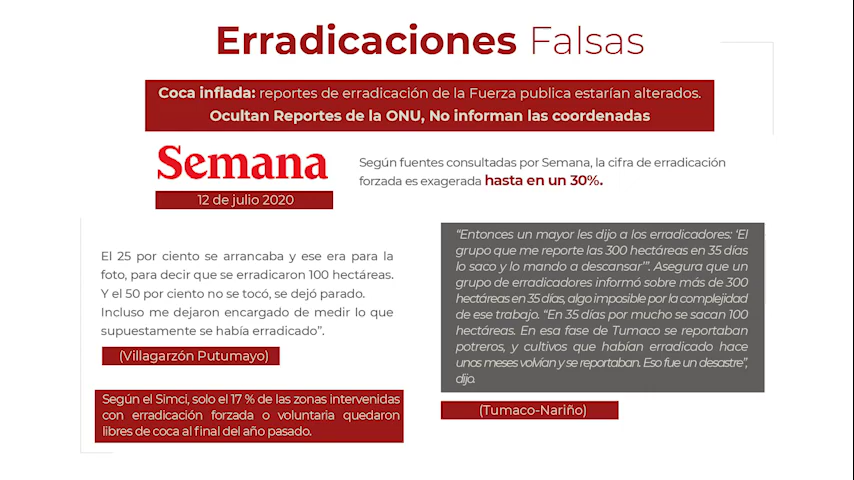 Erradicaciones Falsas
Coca inflada: reportes de erradicación de la Fuerza publica estarían alterados.
Ocultan Reportes de la ONU, No informan las coordenadas
Semana
12 de julio 2020
Según fuentes consultadas por Semana, la cifra de erradicación
forzada es exagerada hasta en un 30%.
El 25 por ciento se arrancaba y ese era para la
foto, para decir que se erradicaron 100 hectáreas.
Y el 50 por ciento no se tocó, se dejó parado.
Incluso me dejaron encargado de medir lo que
supuestamente se había erradicado”.
(Villagarzón Putumayo)
Según el Simci, solo el 17 % de las zonas intervenidas
con erradicación forzada o voluntaria quedaron
libres de coca al final del año pasado.
“Entonces un mayor les dijo a los erradicadores: ‘El
grupo que me reporte las 300 hectáreas en 35 días
lo saco y lo mando a descansar’”. Asegura que un
grupo de erradicadores informó sobre más de 300
hectáreas en 35 días, algo imposible por la complejidad
de ese trabajo. “En 35 días por mucho se sacan 100
hectáreas. En esa fase de Tumaco se reportaban
potreros, y cultivos que habían erradicado hace
unos meses volvían y se reportaban. Eso fue un desastre”,
dijo.
(Tumaco-Nariño)